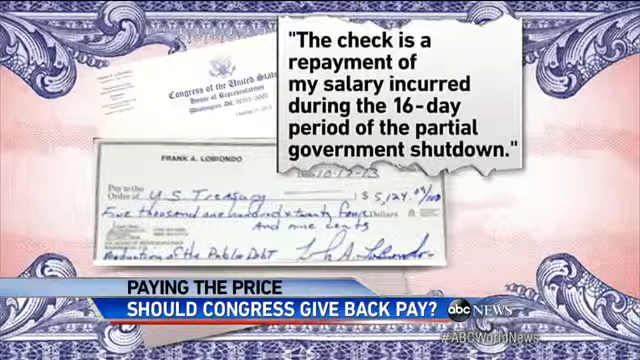 "The check is a
repayment of
my salary incurred
during the 16-day
period of the partial
government shutdown."
Congress of the United States
House of Representatives
Washington, DC
FRANK A. LOBIONDO
Date 10-17-13
Pay to the
Order of U.S. Treasury $ 5,124.09/100
Five thousand one hundred & twenty four Dollars
And nine cents
Reduction of the Public Debt
PAYING THE PRICE
SHOULD CONGRESS GIVE BACK PAY?
abc NEWS
#ABCWorldNews